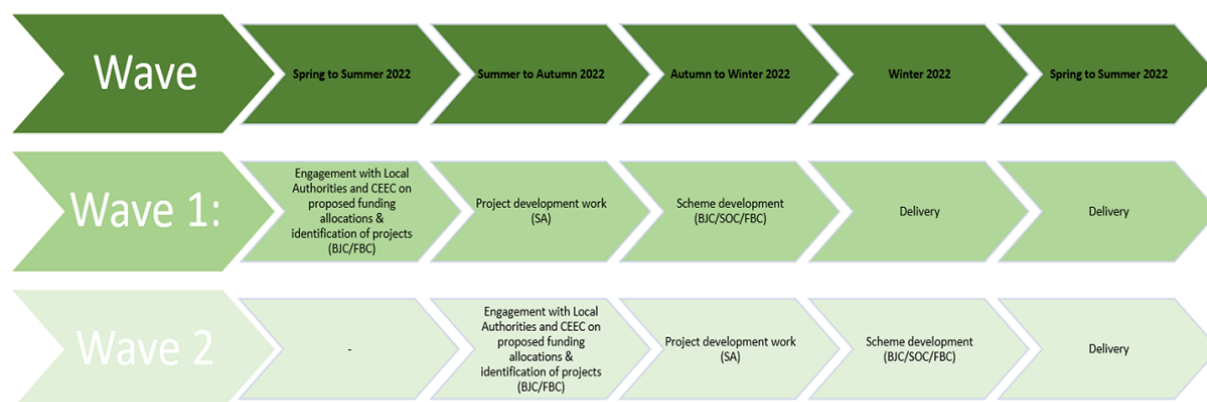 Wave
Spring to Summer 2022
Summer to Autumn 2022
Autumn to Winter 2022
Winter 2022
Spring to Summer 2022
Wave 1:
Engagement with Local
Authorities and CEEC on
proposed funding
allocations &
identification of projects
(BJC/FBC)
Project development work
(SA)
Scheme development
(BJC/SOC/FBC)
Delivery
Delivery
Wave 2
-
Engagement with Local
Authorities and CEEC on
proposed funding
allocations &
identification of projects
(BJC/FBC)
Project development work
(SA)
Scheme development
(BJC/SOC/FBC)
Delivery